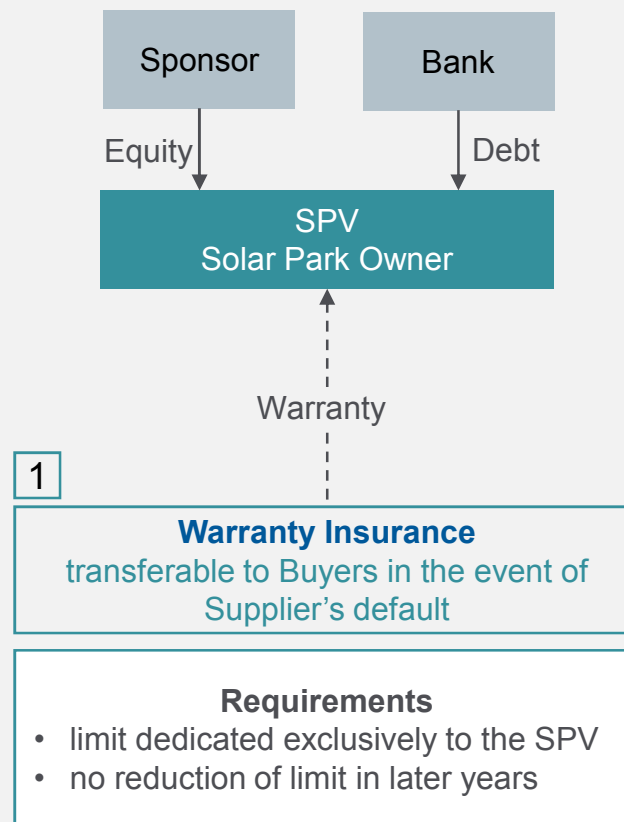 Sponsor
Bank
Equity
Debt
SPV
Solar Park Owner
Warranty
1
Warranty Insurance
transferable to Buyers in the event of
Supplier’s default
Requirements
• limit dedicated exclusively to the SPV
• no reduction of limit in later years